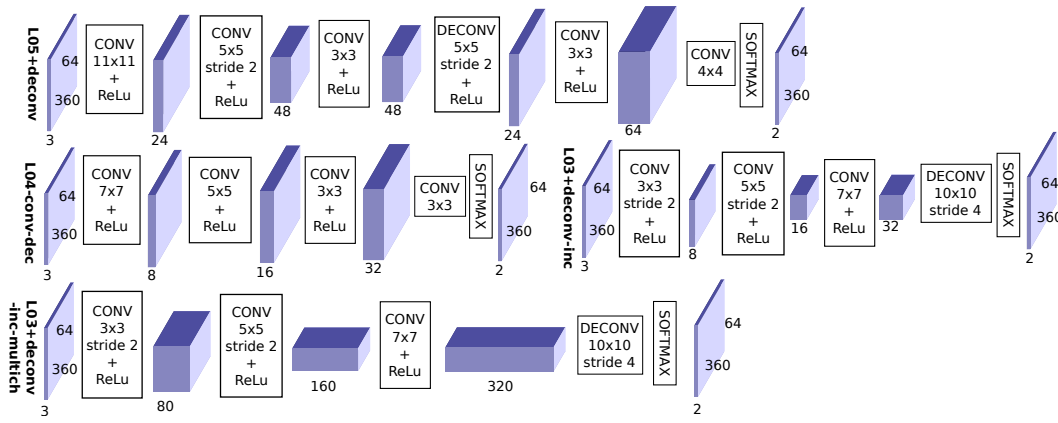 L05+deconv
64
360
3
CONV
11x11
+
ReLu
24
CONV
5x5
stride 2
+
ReLu
48
CONV
3x3
+
ReLu
48
DECONV
5x5
stride 2
+
ReLu
24
CONV
3x3
+
ReLu
64
CONV
4x4
SOFTMAX
64
360
2
L04-conv-dec
64
360
3
CONV
7x7
+
ReLu
8
CONV
5x5
+
ReLu
16
CONV
3x3
+
ReLu
32
CONV
3x3
SOFTMAX
64
360
2
L03+deconv-inc
64
360
3
CONV
3x3
stride 2
+
ReLu
8
CONV
5x5
stride 2
+
ReLu
16
CONV
7x7
+
ReLu
32
DECONV
10x10
stride 4
SOFTMAX
64
360
2
L03+deconv
-inc-multich
64
360
3
CONV
3x3
stride 2
+
ReLu
80
CONV
5x5
stride 2
+
ReLu
160
CONV
7x7
+
ReLu
320
DECONV
10x10
stride 4
SOFTMAX
64
360
2